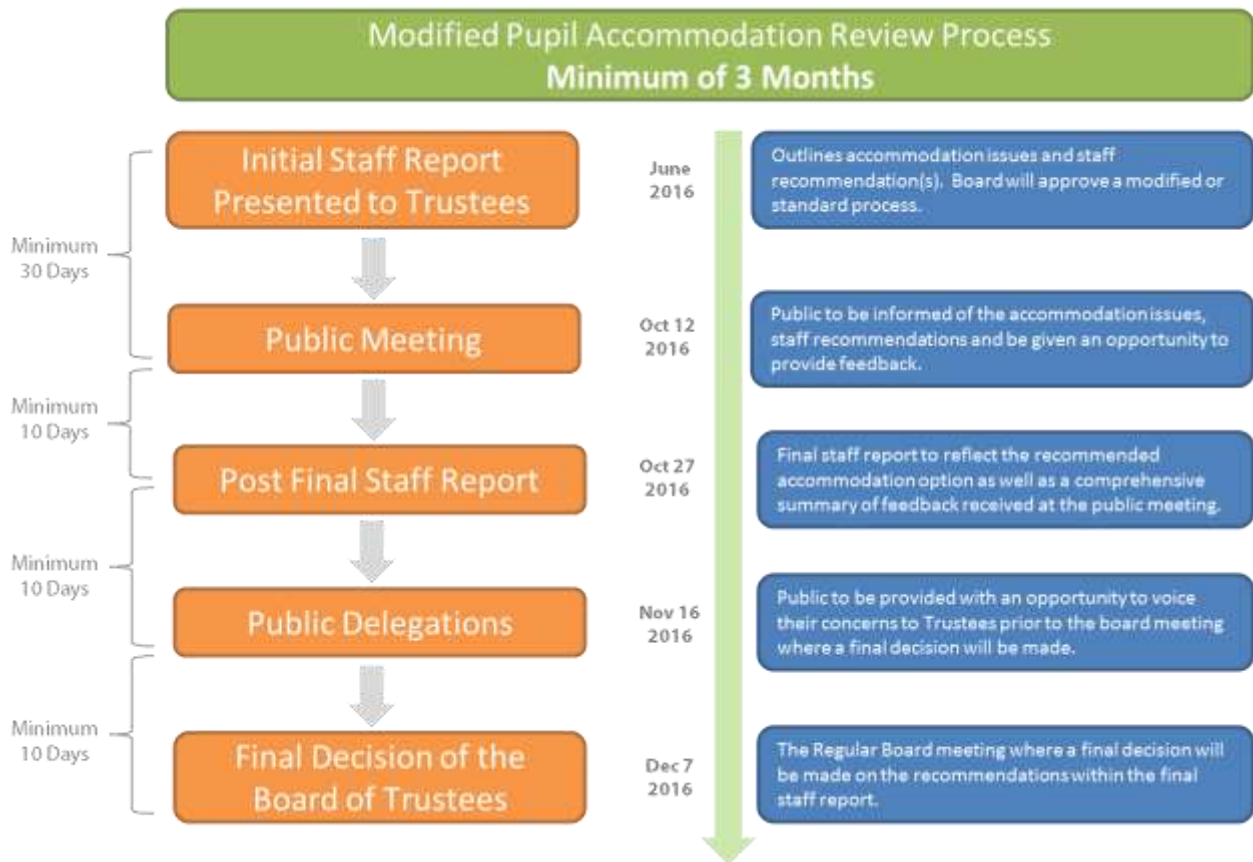 Modified Pupil Accommodation Review Process
Minimum of 3 Months
Initial Staff Report
Presented to Trustees
June
2016
Outlines accommodation issues and staff
recommendation(s).  Board will approve a modified or
standard process.
Minimum
30 Days
Public Meeting
Oct 12
2016
Public to be informed of the accommodation issues,
staff recommendations and be given an opportunity to
provide feedback.
Minimum
10 Days
Post Final Staff Report
Oct 27
2016
Final staff report to reflect the recommended
accommodation option as well as a comprehensive
summary of feedback received at the public meeting.
Minimum
10 Days
Public Delegations
Nov 16
2016
Public to be provided with an opportunity to voice
their concerns to Trustees prior to the board meeting
where a final decision will be made.
Minimum
10 Days
Final Decision of the
Board of Trustees
Dec 7
2016
The Regular Board meeting where a final decision will
be made on the recommendations within the final
staff report.